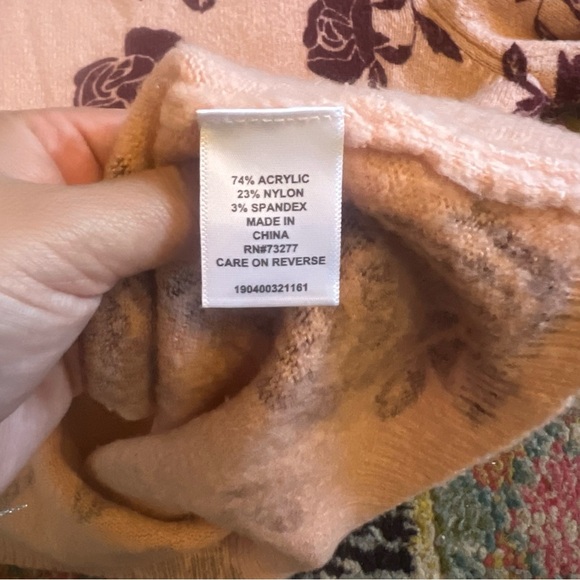 74% ACRYLIC
23% NYLON
3% SPANDEX
MADE IN
CHINA
RN#73277
CARE ON REVERSE
190400321161